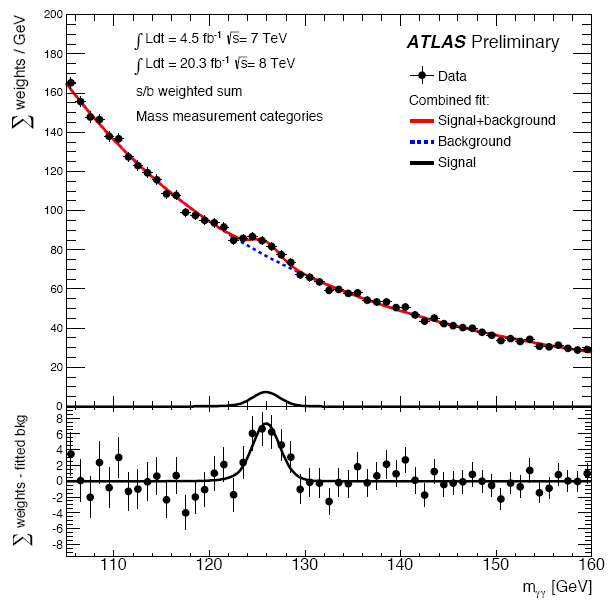 ∑ weights / GeV
200
180
160
140
120
100
80
60
40
20
0
∫ Ldt = 4.5 fb⁻¹ √s= 7 TeV
∫ Ldt = 20.3 fb⁻¹ √s= 8 TeV
s/b weighted sum
Mass measurement categories
ATLAS Preliminary
Data
Combined fit:
Signal+background
Background
Signal
∑ weights - fitted bkg
8
6
4
2
0
-2
-4
-6
-8
110 120 130 140 150 160
mγγ [GeV]